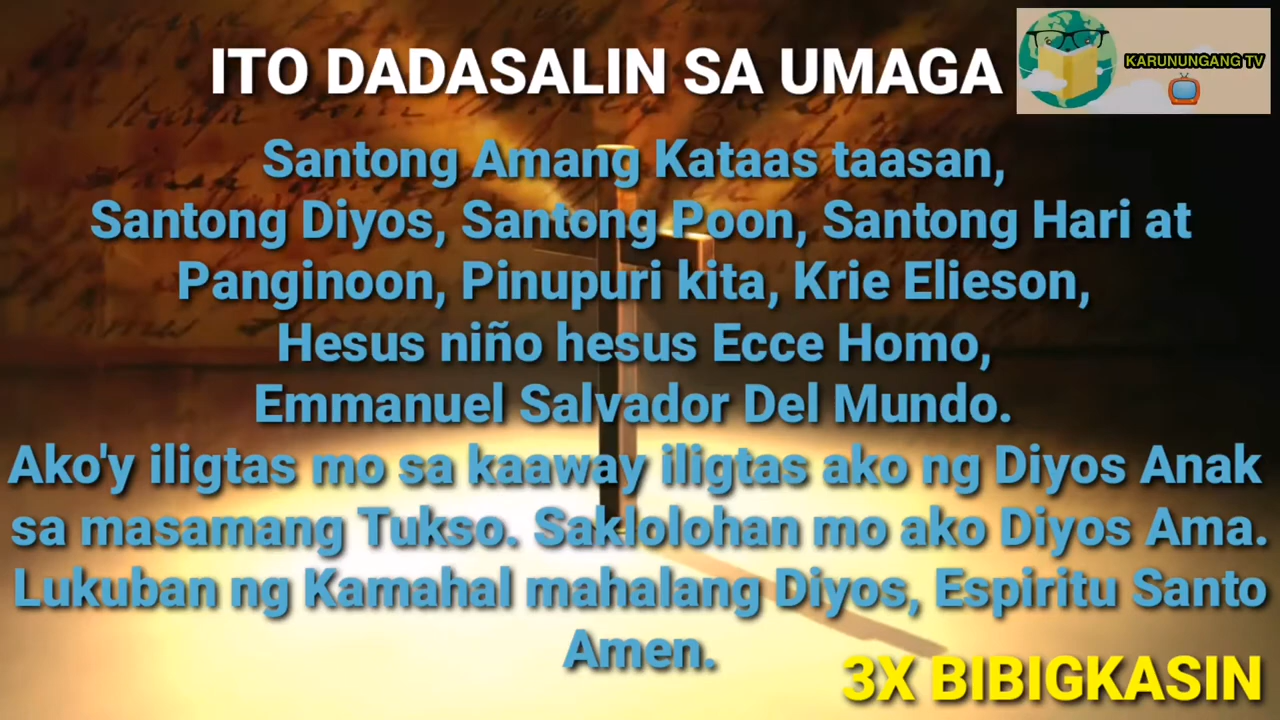 ITO DADASALIN SA UMAGA
KARUNUNGANG TV
Santong Amang Kataas taasan,
Santong Diyos, Santong Poon, Santong Hari at
Panginoon, Pinupuri kita, Krie Elieson,
Hesus niño hesus Ecce Homo,
Emmanuel Salvador Del Mundo.
Ako'y iligtas mo sa kaaway iligtas ako ng Diyos Anak
sa masamang Tukso. Saklolohan mo ako Diyos Ama.
Lukuban ng Kamahal mahalang Diyos, Espiritu Santo
Amen.
3X BIBIGKASIN